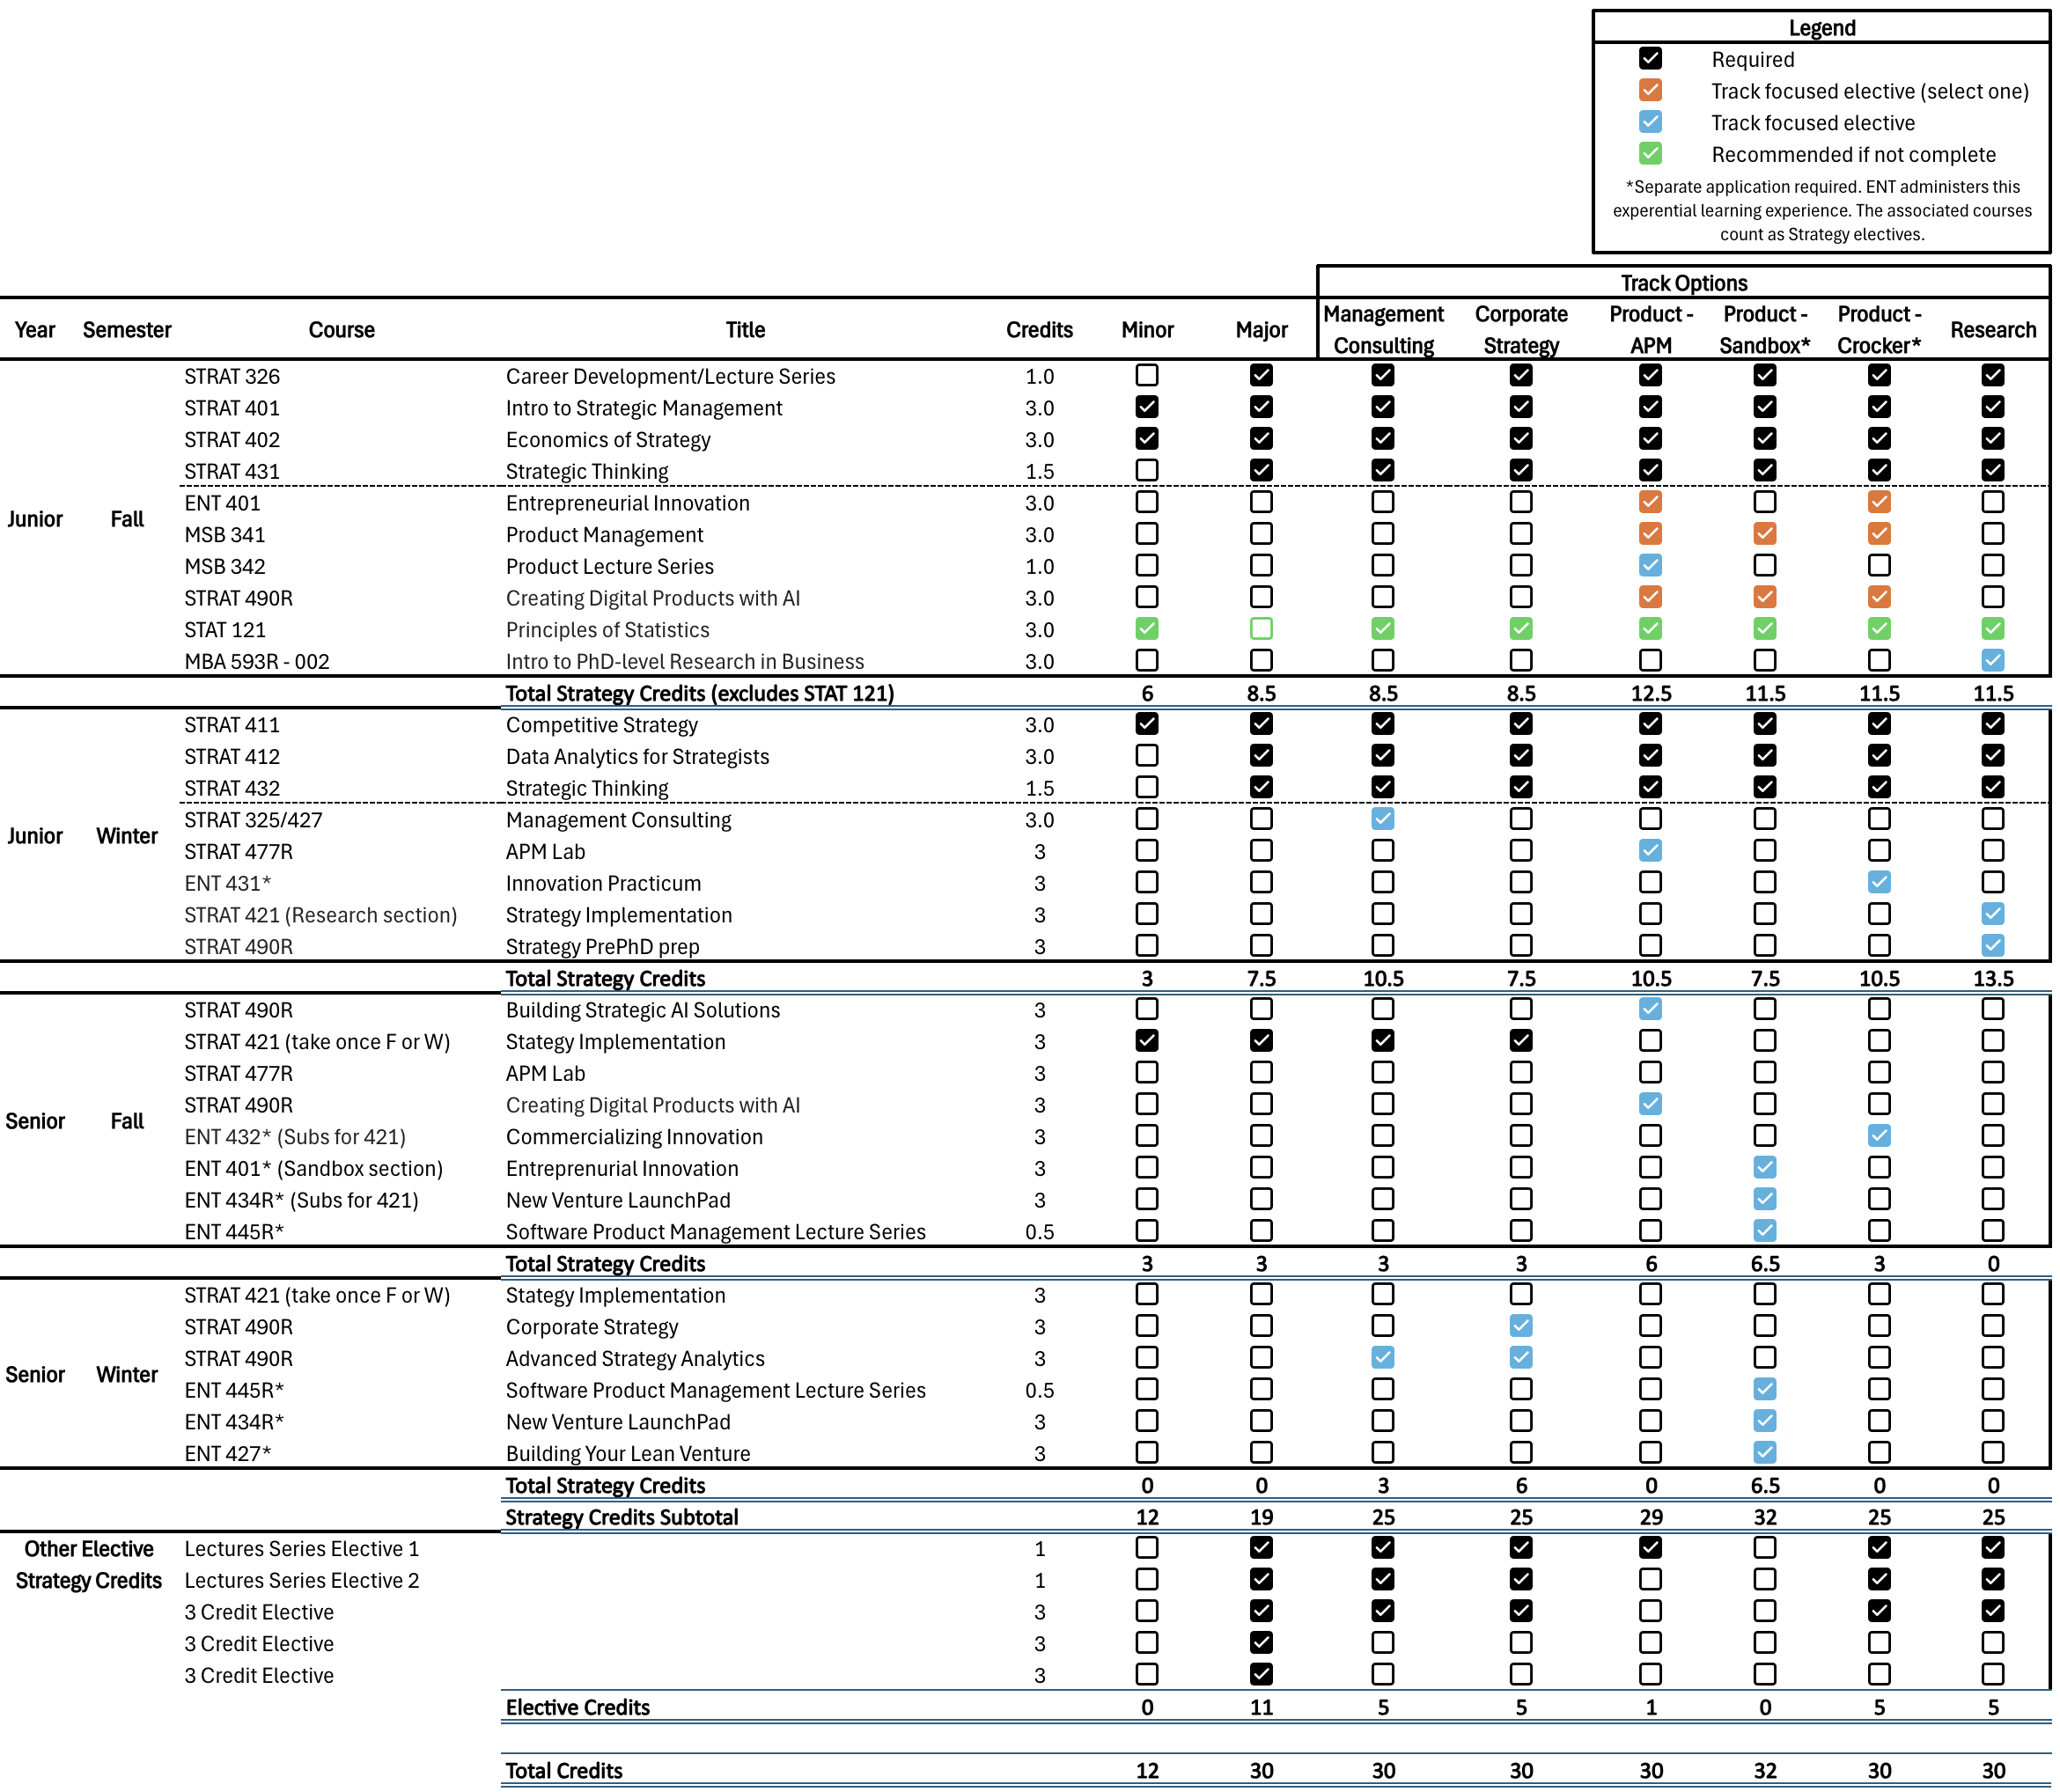 Legend
Required
Track focused elective (select one)
Track focused elective
Recommended if not complete
*Separate application required. ENT administers this
experential learning experience. The associated courses
count as Strategy electives.
Track Options
Year Semester Course Title Credits Minor Major Management Consulting Corporate Strategy Product - APM Product - Sandbox* Product - Crocker* Research
STRAT 326 Career Development/Lecture Series 1.0
STRAT 401 Intro to Strategic Management 3.0
STRAT 402 Economics of Strategy 3.0
STRAT 431 Strategic Thinking 1.5
ENT 401 Entrepreneurial Innovation 3.0
Junior Fall
MSB 341 Product Management 3.0
MSB 342 Product Lecture Series 1.0
STRAT 490R Creating Digital Products with AI 3.0
STAT 121 Principles of Statistics 3.0
MBA 593R - 002 Intro to PhD-level Research in Business 3.0
Total Strategy Credits (excludes STAT 121) 6 8.5 8.5 8.5 12.5 11.5 11.5 11.5
STRAT 411 Competitive Strategy 3.0
STRAT 412 Data Analytics for Strategists 3.0
STRAT 432 Strategic Thinking 1.5
STRAT 325/427 Management Consulting 3.0
Junior Winter
STRAT 477R APM Lab 3
ENT 431* Innovation Practicum 3
STRAT 421 (Research section) Strategy Implementation 3
STRAT 490R Strategy PrePhD prep 3
Total Strategy Credits 3 7.5 10.5 7.5 10.5 7.5 10.5 13.5
STRAT 490R Building Strategic AI Solutions 3
STRAT 421 (take once F or W) Stategy Implementation 3
STRAT 477R APM Lab 3
STRAT 490R Creating Digital Products with AI 3
Senior Fall
ENT 432* (Subs for 421) Commercializing Innovation 3
ENT 401* (Sandbox section) Entreprenurial Innovation 3
ENT 434R* (Subs for 421) New Venture LaunchPad 3
ENT 445R* Software Product Management Lecture Series 0.5
Total Strategy Credits 3 3 3 3 6 6.5 3 0
STRAT 421 (take once F or W) Stategy Implementation 3
STRAT 490R Corporate Strategy 3
STRAT 490R Advanced Strategy Analytics 3
Senior Winter
ENT 445R* Software Product Management Lecture Series 0.5
ENT 434R* New Venture LaunchPad 3
ENT 427* Building Your Lean Venture 3
Total Strategy Credits 0 0 3 6 0 6.5 0 0
Strategy Credits Subtotal 12 19 25 25 29 32 25 25
Other Elective Lectures Series Elective 1 1
Strategy Credits Lectures Series Elective 2 1
3 Credit Elective 3
3 Credit Elective 3
3 Credit Elective 3
Elective Credits 0 11 5 5 1 0 5 5
Total Credits 12 30 30 30 30 32 30 30